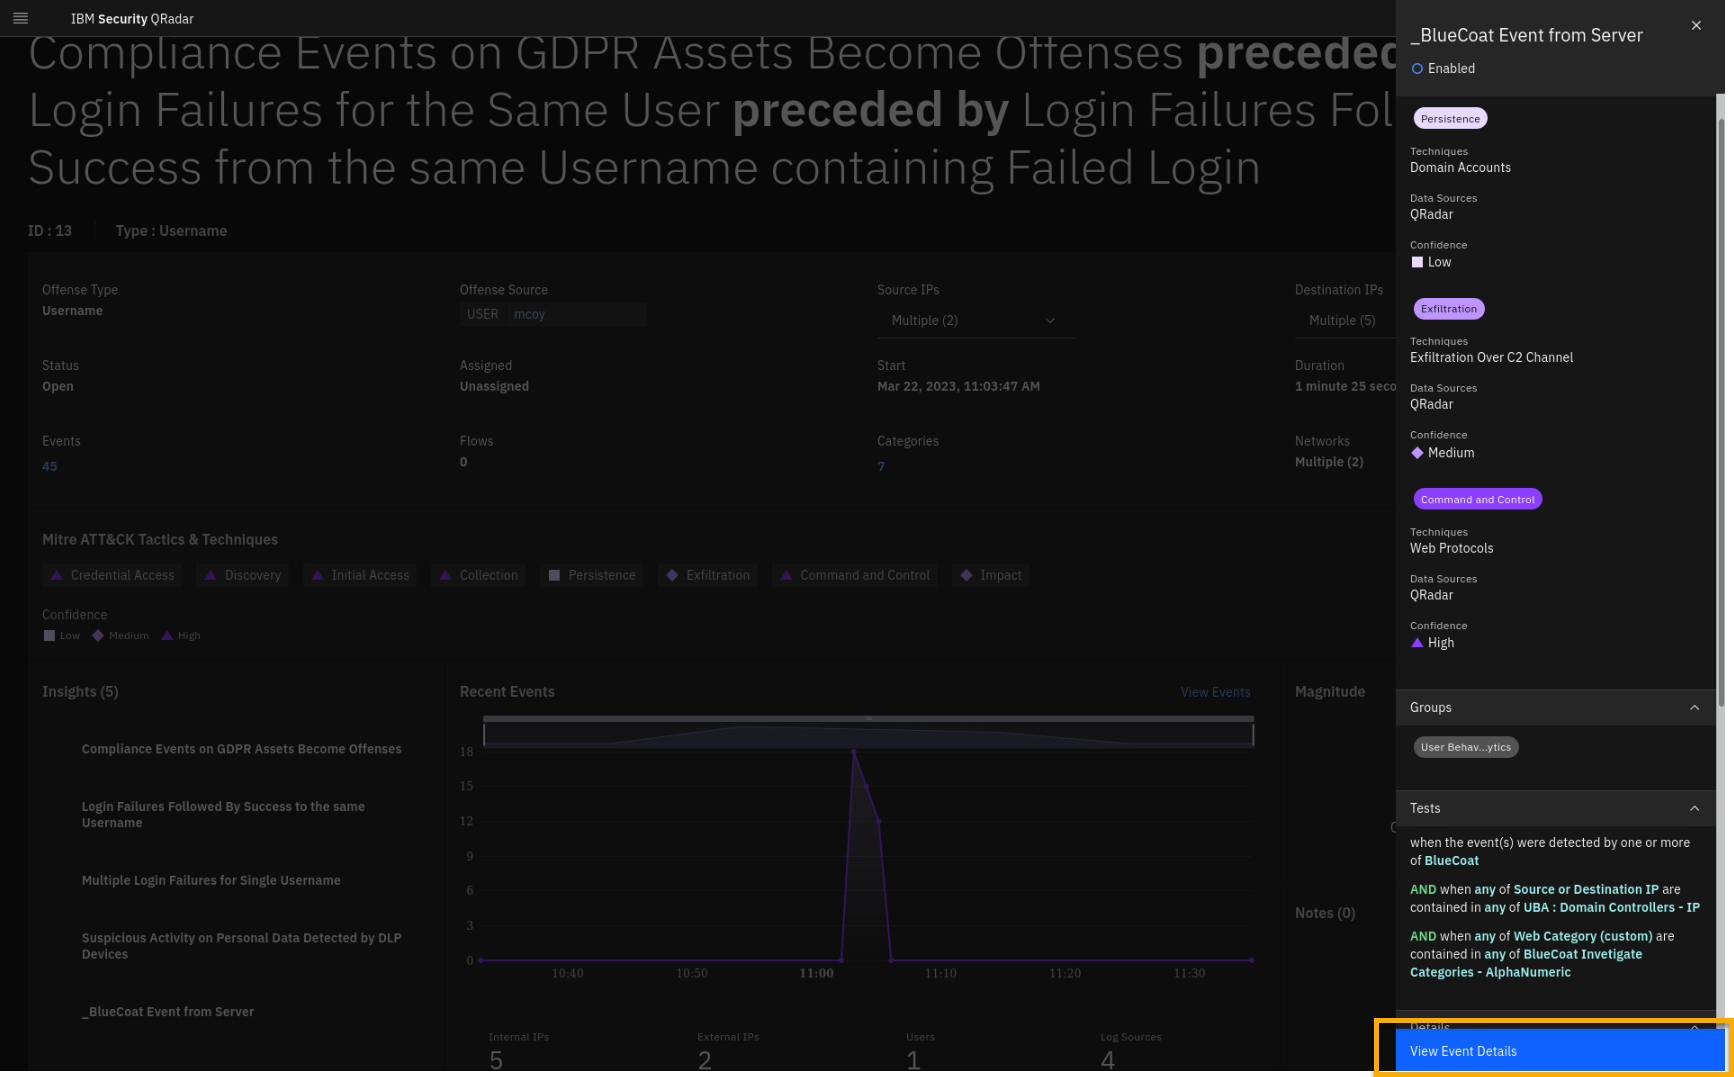 IBM Security QRadar
Compliance Events on GDPR Assets Become Offenses preceded
Login Failures for the Same User preceded by Login Failures Fol
Success from the same Username containing Failed Login
ID : 13
Type : Username
Offense Type
Username
Offense Source
USER mcoy
Source IPs
Multiple (2)
Destination IPs
Multiple (5)
Status
Open
Assigned
Unassigned
Start
Mar 22, 2023, 11:03:47 AM
Duration
1 minute 25 seco
Events
45
Flows
0
Categories
7
Networks
Multiple (2)
Mitre ATT&CK Tactics & Techniques
Credential Access
Discovery
Initial Access
Collection
Persistence
Exfiltration
Command and Control
Impact
Confidence
Low
Medium
High
Insights (5)
Compliance Events on GDPR Assets Become Offenses
Login Failures Followed By Success to the same
Username
Multiple Login Failures for Single Username
Suspicious Activity on Personal Data Detected by DLP
Devices
_BlueCoat Event from Server
Recent Events
View Events
18
15
12
9
6
3
0
10:40
10:50
11:00
11:10
11:20
11:30
Internal IPs
5
External IPs
2
Users
1
Log Sources
4
Magnitude
Notes (0)
_BlueCoat Event from Server
Enabled
Persistence
Techniques
Domain Accounts
Data Sources
QRadar
Confidence
Low
Exfiltration
Techniques
Exfiltration Over C2 Channel
Data Sources
QRadar
Confidence
Medium
Command and Control
Techniques
Web Protocols
Data Sources
QRadar
Confidence
High
Groups
User Behav...ytics
Tests
when the event(s) were detected by one or more
of BlueCoat
AND when any of Source or Destination IP are
contained in any of UBA : Domain Controllers - IP
AND when any of Web Category (custom) are
contained in any of BlueCoat Invetigate
Categories - AlphaNumeric
Details
View Event Details